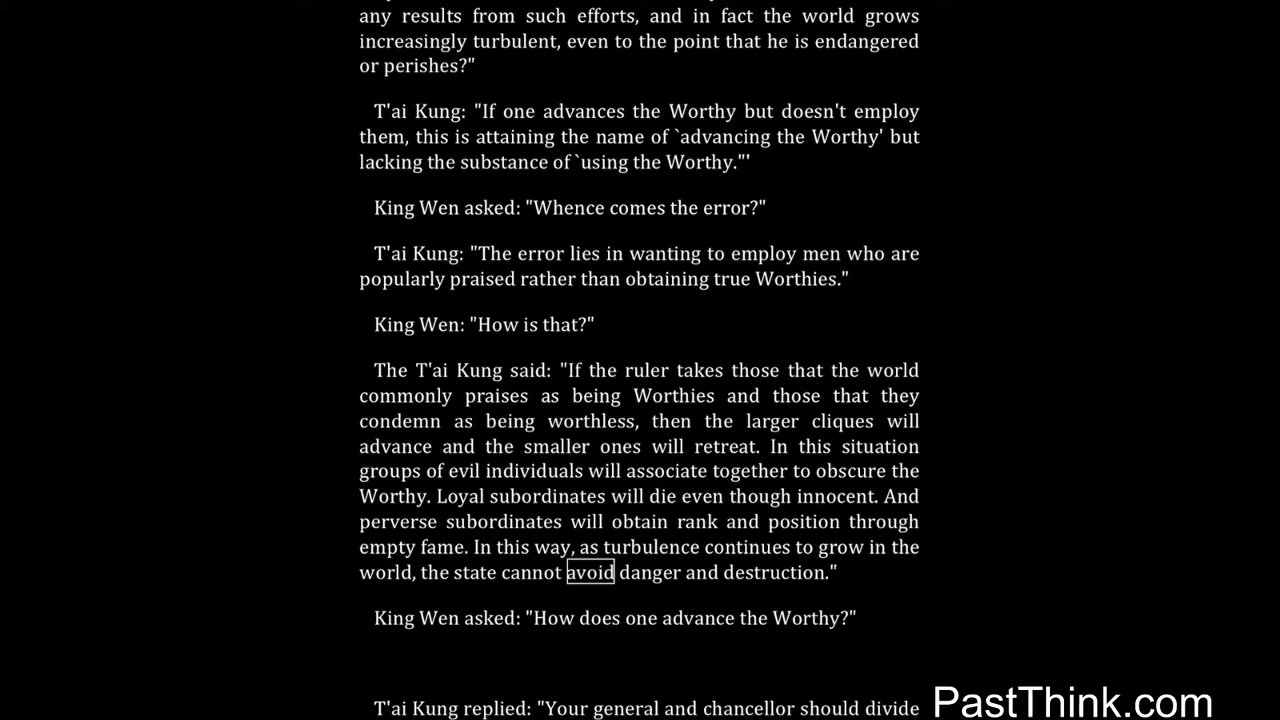 any results from such efforts, and in fact the world grows
increasingly turbulent, even to the point that he is endangered
or perishes?"
T'ai Kung: "If one advances the Worthy but doesn't employ
them, this is attaining the name of `advancing the Worthy' but
lacking the substance of `using the Worthy."'
King Wen asked: "Whence comes the error?"
T'ai Kung: "The error lies in wanting to employ men who are
popularly praised rather than obtaining true Worthies."
King Wen: "How is that?"
The T'ai Kung said: "If the ruler takes those that the world
commonly praises as being Worthies and those that they
condemn as being worthless, then the larger cliques will
advance and the smaller ones will retreat. In this situation
groups of evil individuals will associate together to obscure the
Worthy. Loyal subordinates will die even though innocent. And
perverse subordinates will obtain rank and position through
empty fame. In this way, as turbulence continues to grow in the
world, the state cannot avoid danger and destruction."
King Wen asked: "How does one advance the Worthy?"
T'ai Kung replied: "Your general and chancellor should divide
PastThink.com